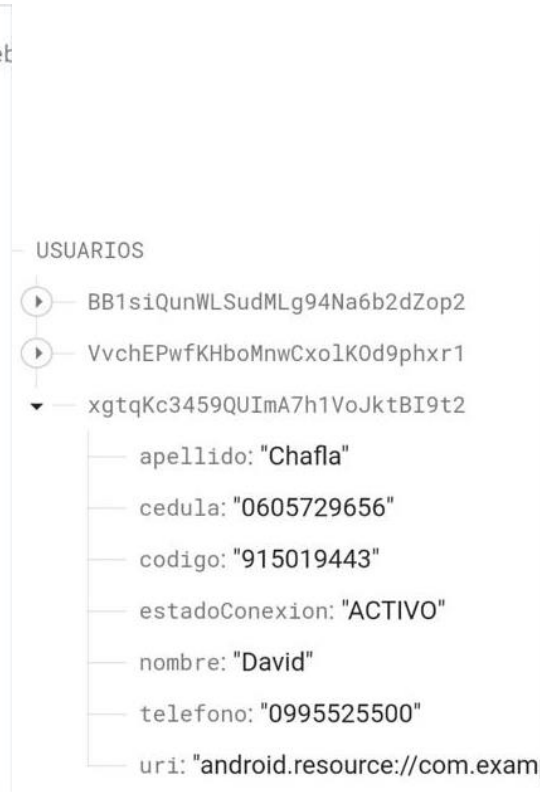 USUARIOS
BB1siQunWLSudMLg94Na6b2dZop2
VvchEPwfKHboMnwCxolKOd9phxr1
xgtqKc3459QUImA7h1VoJktBI9t2
apellido: "Chafla"
cedula: "0605729656"
codigo: "915019443"
estadoConexion: "ACTIVO"
nombre: "David"
telefono: "0995525500"
uri: "android.resource://com.exam